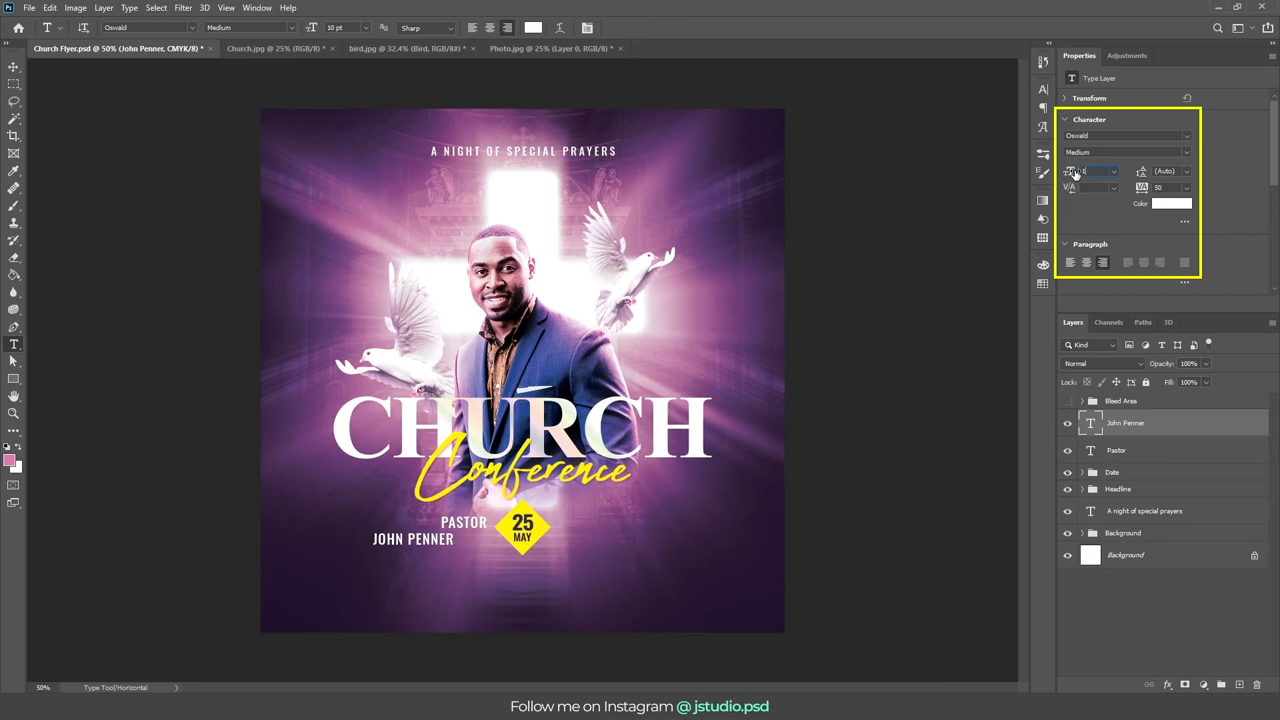 File Edit Image Layer Type Select Filter 3D View Window Help
Oswald Medium 10 pt Sharp
Church Flyer.psd @ 50% (John Penner, CMYK/8) * × Church.jpg @ 25% (RGB/8) * × bird.jpg @ 32.4% (Bird, RGB/8#) * × Photo.jpg @ 25% (Layer 0, RGB/8) * ×
Properties Adjustments
Type Layer
Transform
Character
Oswald
Medium
(Auto)
50
Color
Paragraph
A NIGHT OF SPECIAL PRAYERS
CHURCH
Conference
PASTOR
JOHN PENNER
25
MAY
Layers Channels Paths 3D
Kind
Normal Opacity: 100%
Lock: Fill: 100%
Bleed Area
John Penner
Pastor
Date
Headline
A night of special prayers
Background
Background
50% Type Tool/Horizontal
Follow me on Instagram @ jstudio.psd